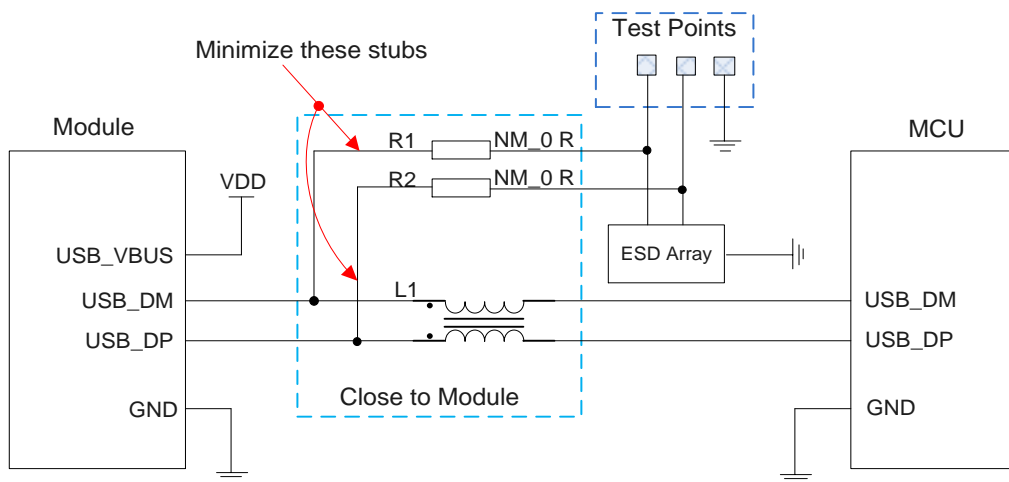 Test Points
Minimize these stubs
Module
MCU
R1
NM_0 R
R2
NM_0 R
VDD
ESD Array
USB_VBUS
USB_DM
L1
USB_DM
USB_DP
USB_DP
Close to Module
GND
GND